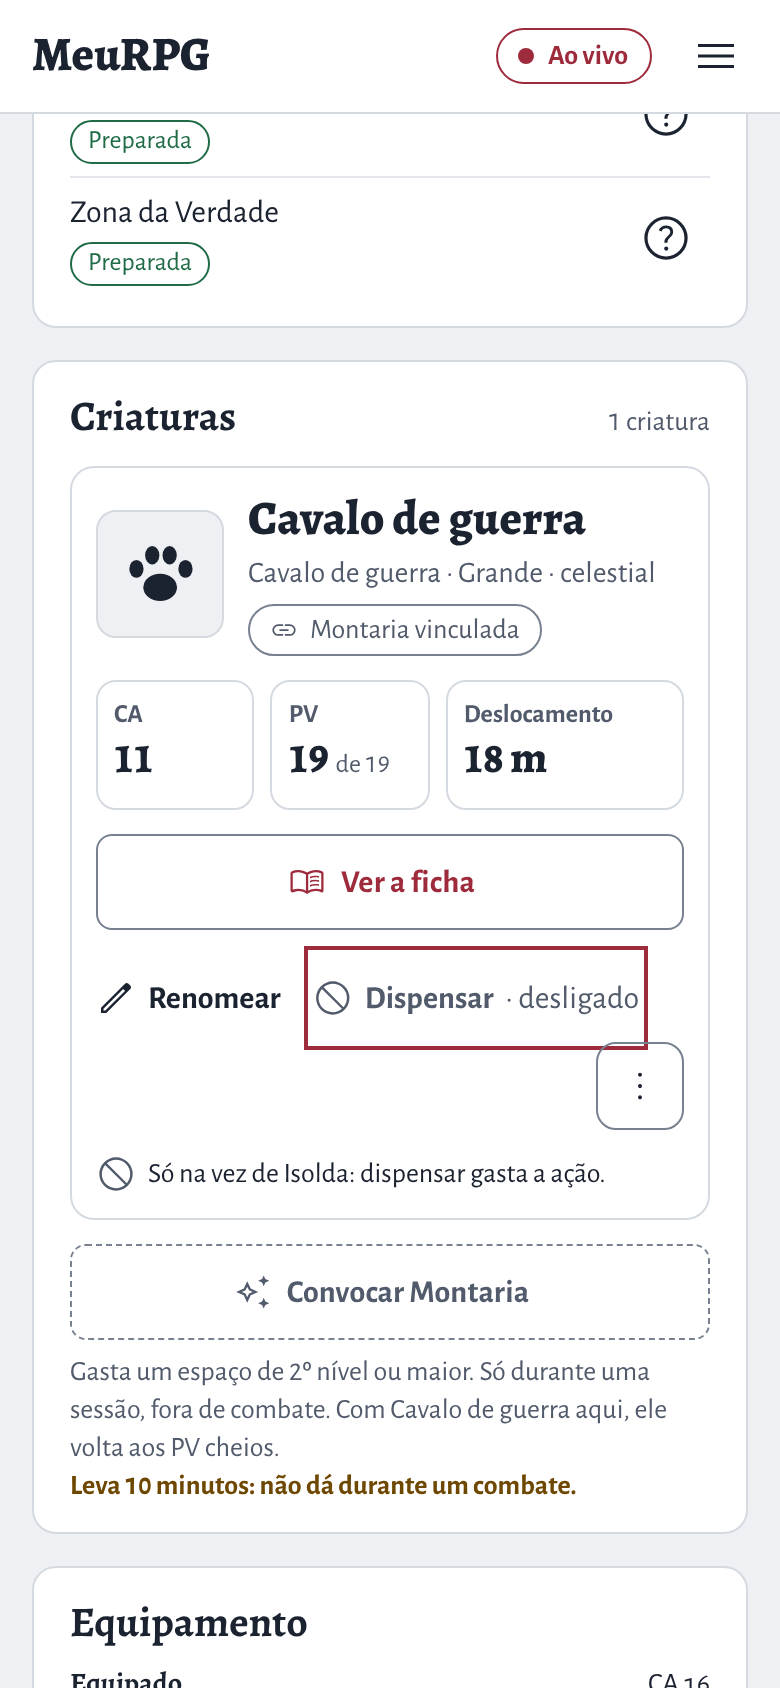 MeuRPG
Ao vivo
Preparada
Zona da Verdade
Preparada
Criaturas
1 criatura
Cavalo de guerra
Cavalo de guerra · Grande · celestial
Montaria vinculada
CA
11
PV
19 de 19
Deslocamento
18 m
Ver a ficha
Renomear
Dispensar · desligado
Só na vez de Isolda: dispensar gasta a ação.
Convocar Montaria
Gasta um espaço de 2º nível ou maior. Só durante uma
sessão, fora de combate. Com Cavalo de guerra aqui, ele
volta aos PV cheios.
Leva 10 minutos: não dá durante um combate.
Equipamento
Equipado
CA 16